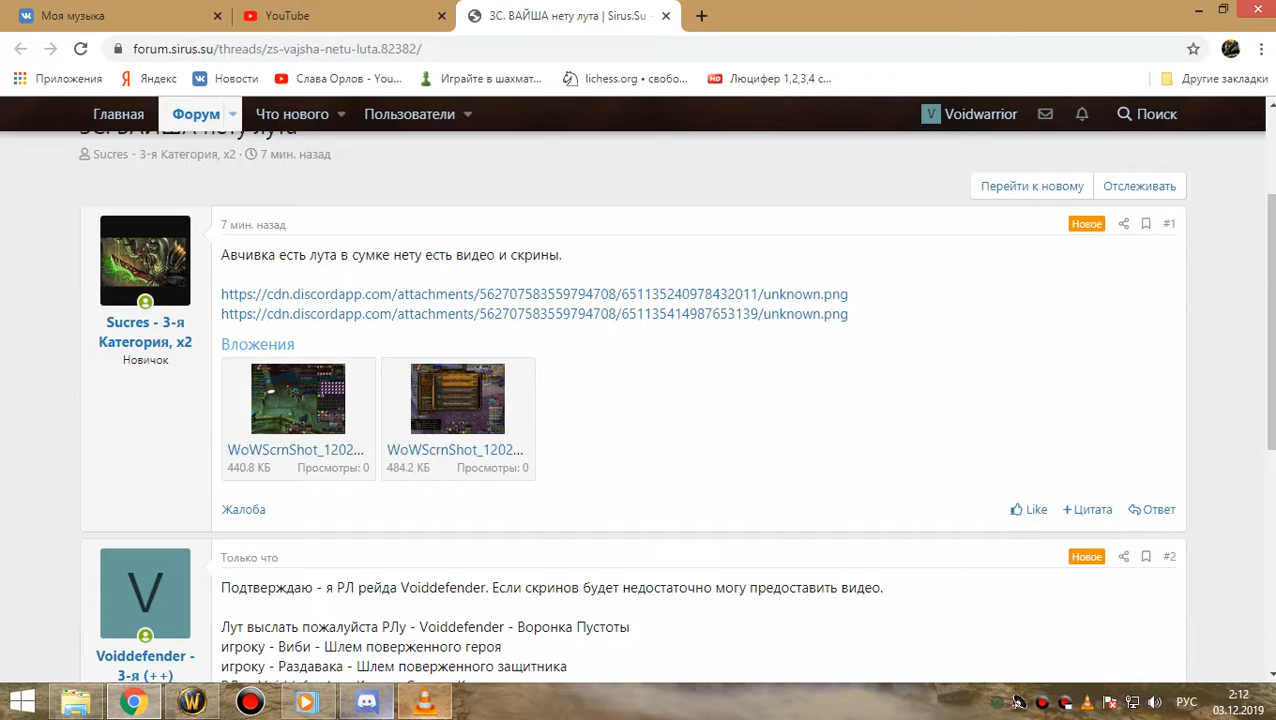 Моя музыка
YouTube
ЗС. ВАЙША нету лута | Sirus.Su -
forum.sirus.su/threads/zs-vajsha-netu-luta.82382/
Приложения
Яндекс
Новости
Слава Орлов - You...
Играйте в шахмат...
lichess.org • свобо...
HD Люцифер 1,2,3,4 с...
Другие закладки
Главная
Форум
Что нового
Пользователи
V Voidwarrior
Поиск
ЗС. ВАЙША нету лута
Sucres - 3-я Категория, x2 · 7 мин. назад
Перейти к новому
Отслеживать
7 мин. назад
Новое
#1
Авчивка есть лута в сумке нету есть видео и скрины.
https://cdn.discordapp.com/attachments/562707583559794708/651135240978432011/unknown.png
https://cdn.discordapp.com/attachments/562707583559794708/651135414987653139/unknown.png
Sucres - 3-я
Категория, x2
Новичок
Вложения
WoWScrnShot_1202...
440.8 КБ
Просмотры: 0
WoWScrnShot_1202...
484.2 КБ
Просмотры: 0
Жалоба
Like
+ Цитата
Ответ
Только что
Новое
#2
V
Voiddefender -
3-я (++)
Подтверждаю - я РЛ рейда Voiddefender. Если скринов будет недостаточно могу предоставить видео.
Лут выслать пожалуйста РЛу - Voiddefender - Воронка Пустоты
игроку - Виби - Шлем поверженного героя
игроку - Раздавака - Шлем поверженного защитника
РУС
2:12
03.12.2019